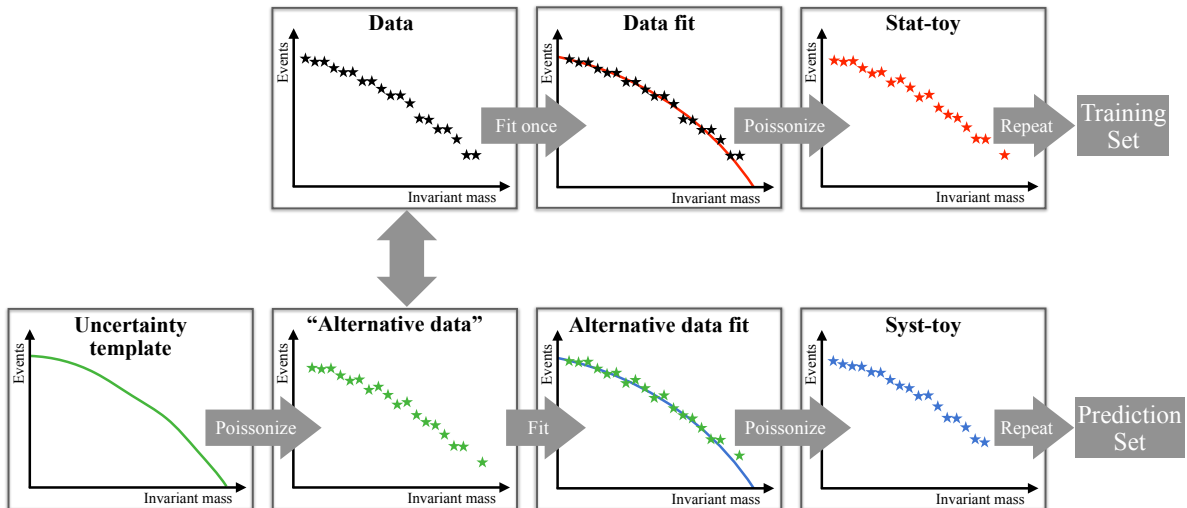 Data
Events
Invariant mass
Fit once
Data fit
Events
Invariant mass
Poissonize
Stat-toy
Events
Invariant mass
Repeat
Training
Set
Uncertainty
template
Events
Invariant mass
Poissonize
“Alternative data”
Events
Invariant mass
Fit
Alternative data fit
Events
Invariant mass
Poissonize
Syst-toy
Events
Invariant mass
Repeat
Prediction
Set